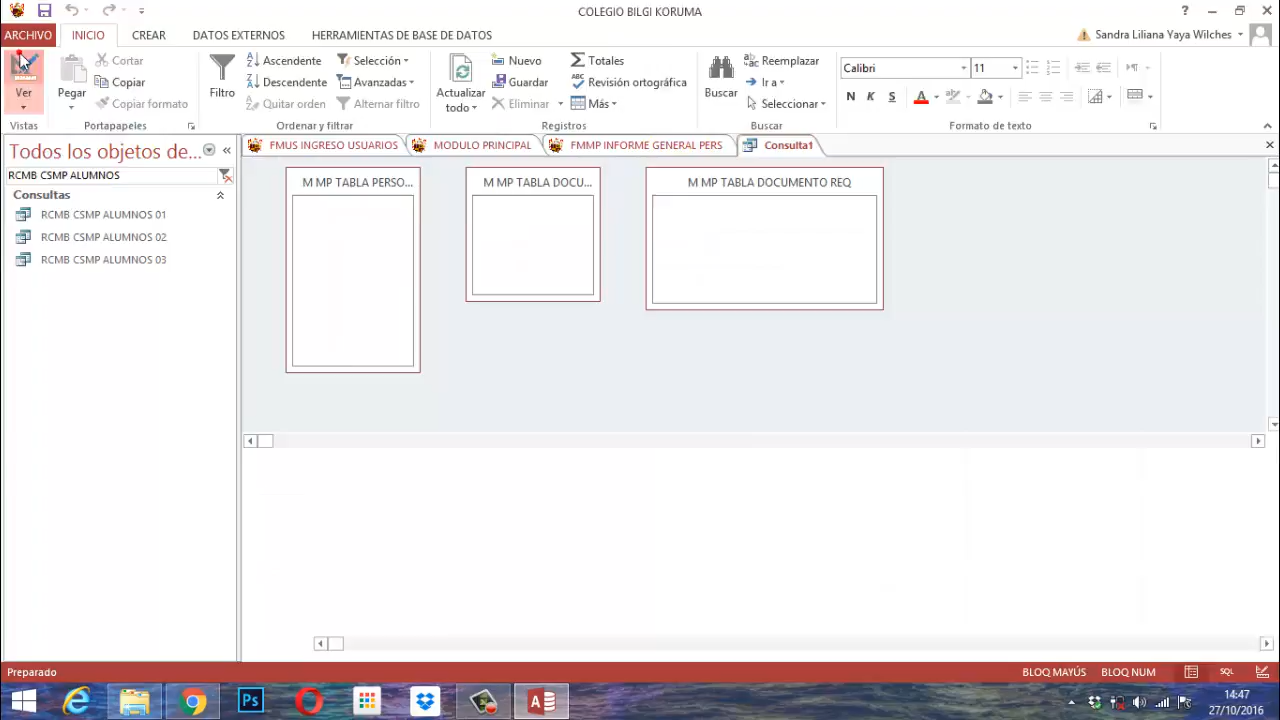 COLEGIO BILGI KORUMA
?
ARCHIVO INICIO CREAR DATOS EXTERNOS HERRAMIENTAS DE BASE DE DATOS Sandra Liliana Yaya Wilches
Ver
Vistas
Pegar
Cortar
Copiar
Copiar formato
Portapapeles
Filtro
Ascendente
Descendente
Quitar orden
Selección
Avanzadas
Alternar filtro
Ordenar y filtrar
Actualizar
todo
Nuevo
Guardar
Eliminar
Totales
Revisión ortográfica
Más
Registros
Buscar
Reemplazar
Ir a
Seleccionar
Buscar
Calibri 11
N K S A
Formato de texto
Todos los objetos de...
RCMB CSMP ALUMNOS
Consultas
RCMB CSMP ALUMNOS 01
RCMB CSMP ALUMNOS 02
RCMB CSMP ALUMNOS 03
FMUS INGRESO USUARIOS MODULO PRINCIPAL FMMP INFORME GENERAL PERS Consulta1
M MP TABLA PERSO... M MP TABLA DOCU... M MP TABLA DOCUMENTO REQ
Preparado BLOQ MAYÚS BLOQ NUM SQL
Ps
14:47
27/10/2016